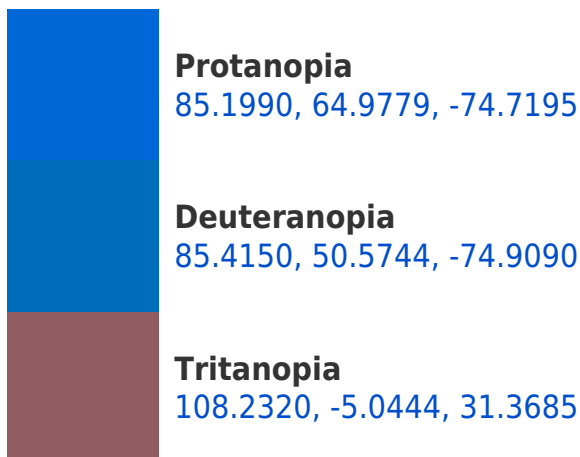 Protanopia
85.1990, 64.9779, -74.7195
Deuteranopia
85.4150, 50.5744, -74.9090
Tritanopia
108.2320, -5.0444, 31.3685